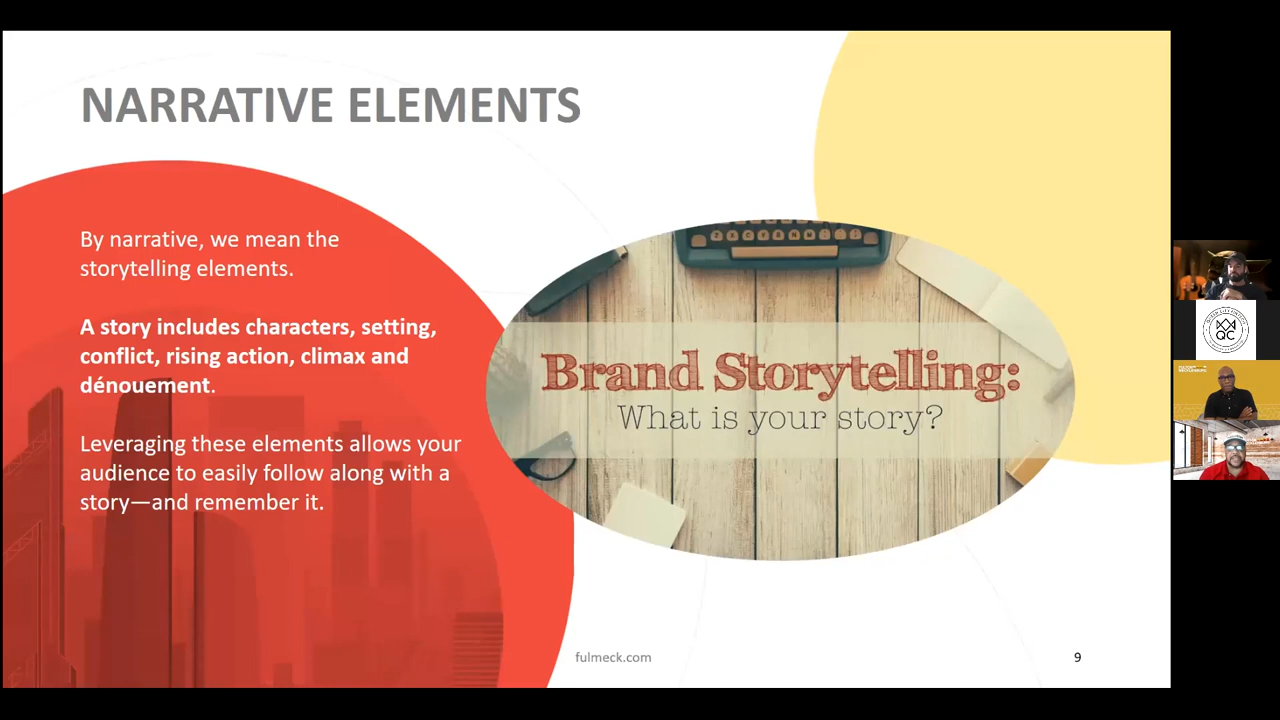 NARRATIVE ELEMENTS
By narrative, we mean the
storytelling elements.
A story includes characters, setting,
conflict, rising action, climax and
dénouement.
Leveraging these elements allows your
audience to easily follow along with a
story—and remember it.
Brand Storytelling:
What is your story?
fulmeck.com
9
QC